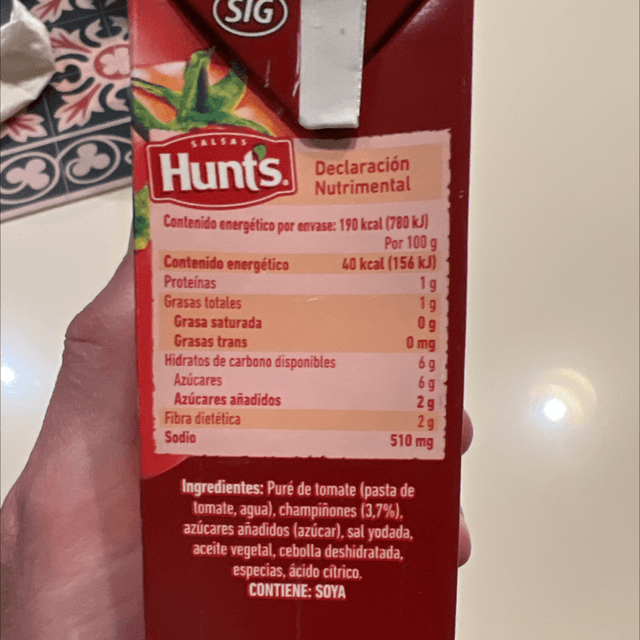 SIG
SALSAS
Hunt's.
Declaración
Nutrimental
Contenido energético por envase: 190 kcal (780 kJ)
Por 100 g
Contenido energético 40 kcal (156 kJ)
Proteínas 1 g
Grasas totales 1 g
Grasa saturada 0 g
Grasas trans 0 mg
Hidratos de carbono disponibles 6 g
Azúcares 6 g
Azúcares añadidos 2 g
Fibra dietética 2 g
Sodio 510 mg
Ingredientes: Puré de tomate (pasta de
tomate, agua), champiñones (3,7%),
azúcares añadidos (azúcar), sal yodada,
aceite vegetal, cebolla deshidratada,
especias, ácido cítrico.
CONTIENE: SOYA